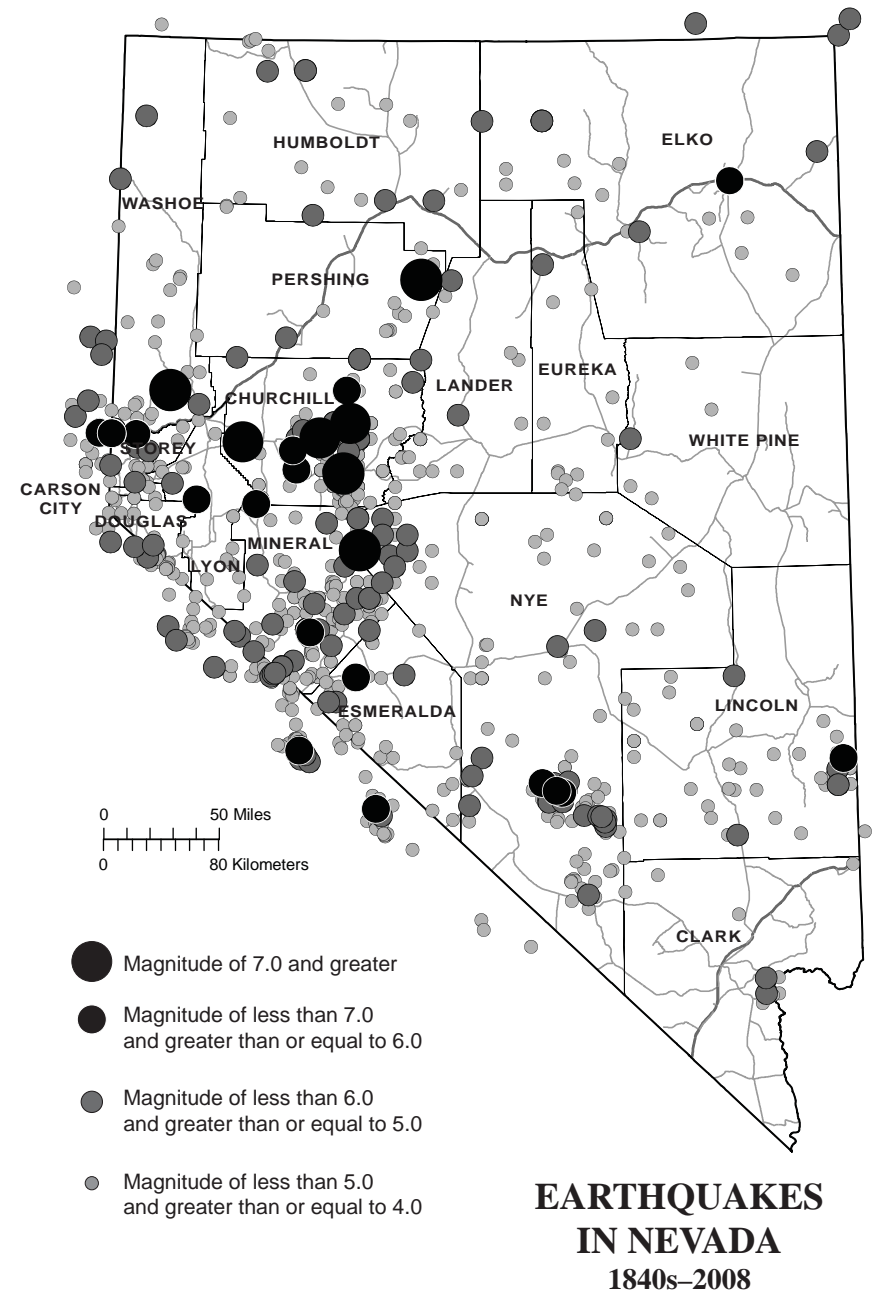 HUMBOLDT
ELKO
WASHOE
PERSHING
EUREKA
LANDER
CHURCHILL
WHITE PINE
STOREY
CARSON
CITY
DOUGLAS
MINERAL
LYON
NYE
LINCOLN
ESMERALDA
0 50 Miles
0 80 Kilometers
CLARK
Magnitude of 7.0 and greater
Magnitude of less than 7.0
and greater than or equal to 6.0
Magnitude of less than 6.0
and greater than or equal to 5.0
Magnitude of less than 5.0
and greater than or equal to 4.0
EARTHQUAKES
IN NEVADA
1840s–2008